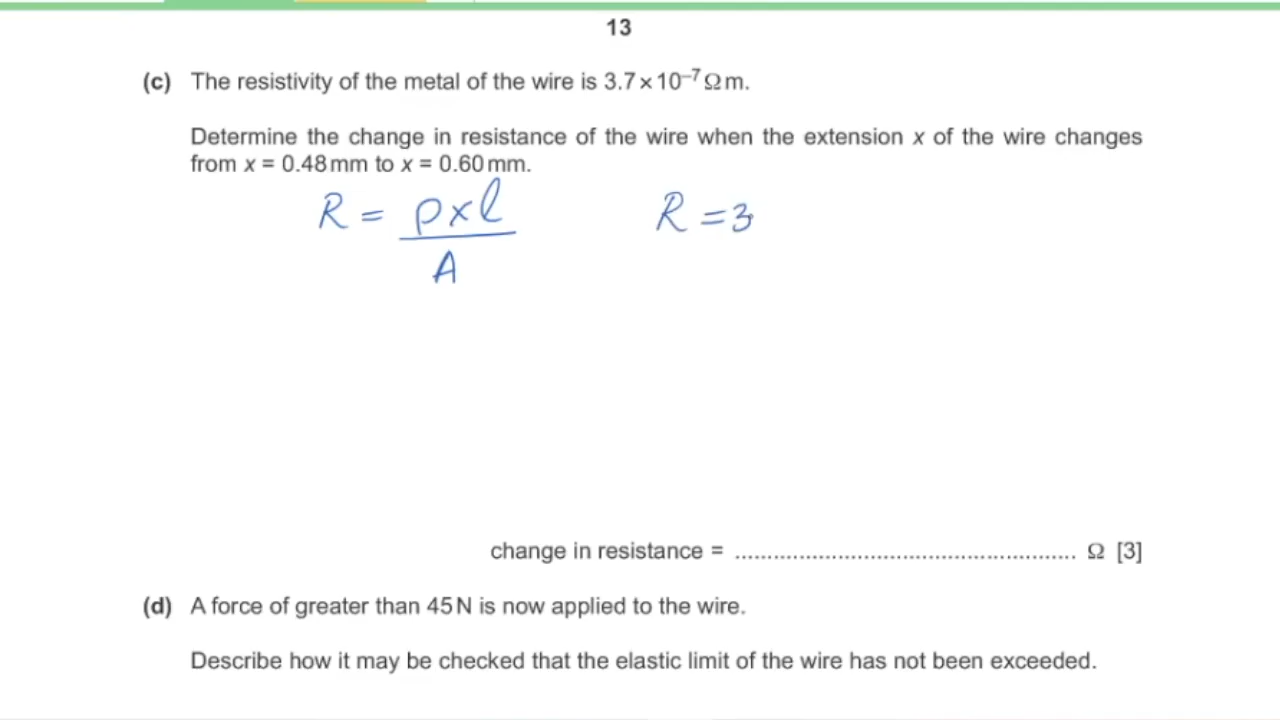 13
(c) The resistivity of the metal of the wire is 3.7 × 10⁻⁷ Ω m.
Determine the change in resistance of the wire when the extension x of the wire changes
from x = 0.48 mm to x = 0.60 mm.
R = ρ × l / A R = 3
change in resistance = .................................................... Ω [3]
(d) A force of greater than 45 N is now applied to the wire.
Describe how it may be checked that the elastic limit of the wire has not been exceeded.